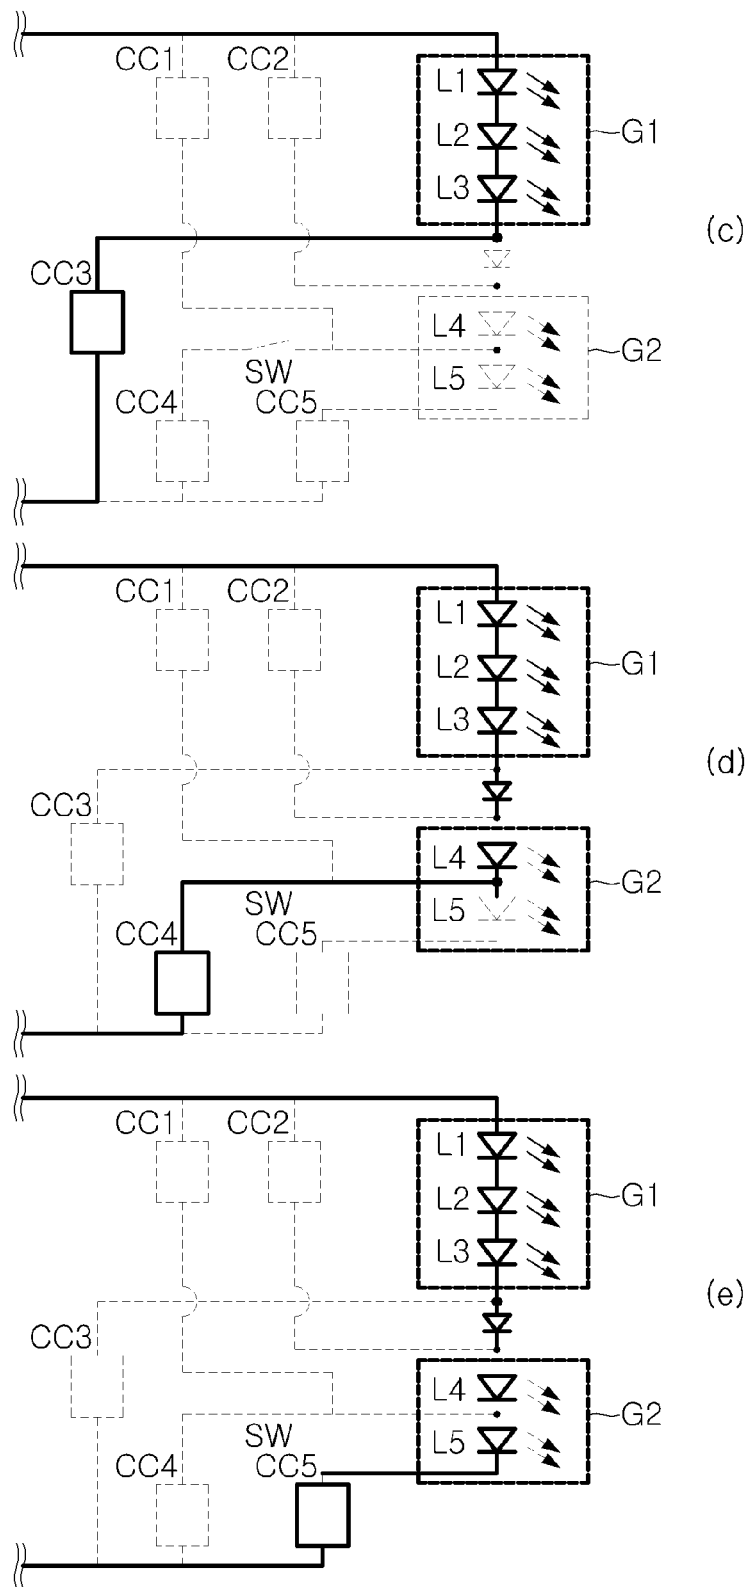 CC1 CC2 L1
L2 G1
L3
(c)
CC3
L4
SW G2
L5
CC4 CC5
CC1 CC2 L1
L2 G1
L3
(d)
CC3
L4
SW G2
L5
CC4 CC5
CC1 CC2 L1
L2 G1
L3
(e)
CC3
L4
SW G2
L5
CC4 CC5